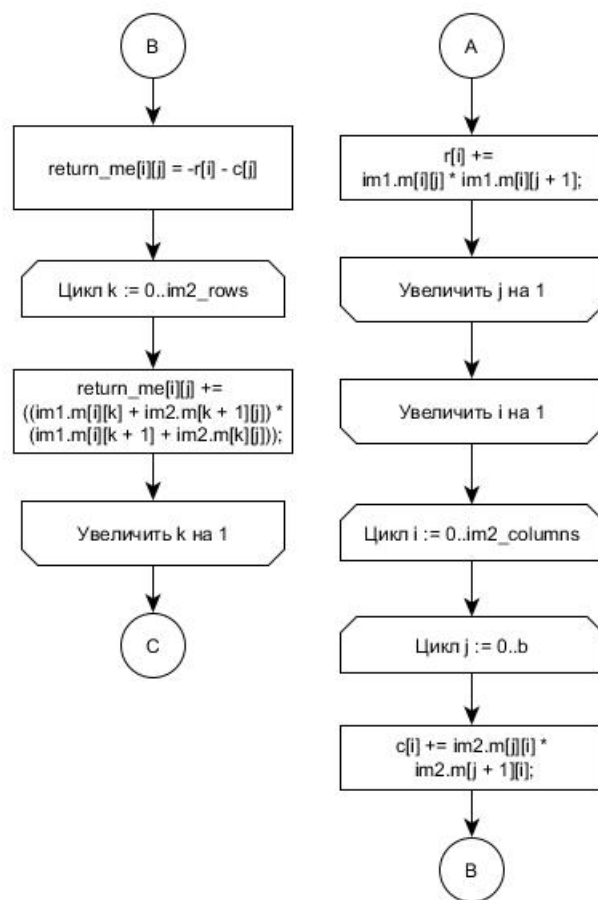 B
return_me[i][j] = -r[i] - c[j]
Цикл k := 0..im2_rows
return_me[i][j] +=
((im1.m[i][k] + im2.m[k + 1][j]) *
(im1.m[i][k + 1] + im2.m[k][j]));
Увеличить k на 1
C
A
r[i] +=
im1.m[i][j] * im1.m[i][j + 1];
Увеличить j на 1
Увеличить i на 1
Цикл i := 0..im2_columns
Цикл j := 0..b
c[i] += im2.m[j][i] *
im2.m[j + 1][i];
B